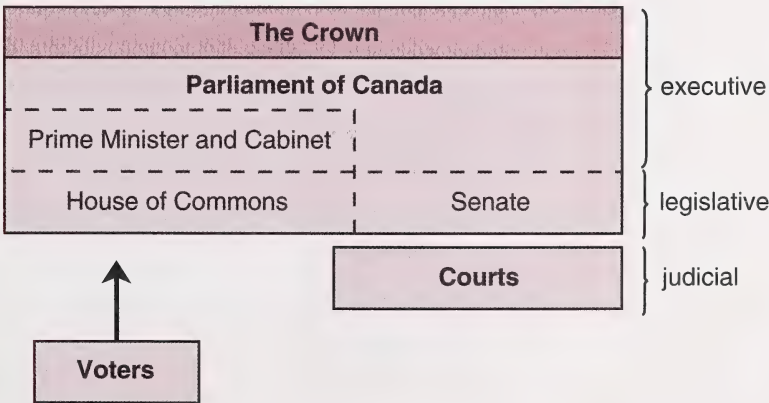 The Crown
Parliament of Canada
executive
Prime Minister and Cabinet
House of Commons
Senate
legislative
Courts
judicial
Voters